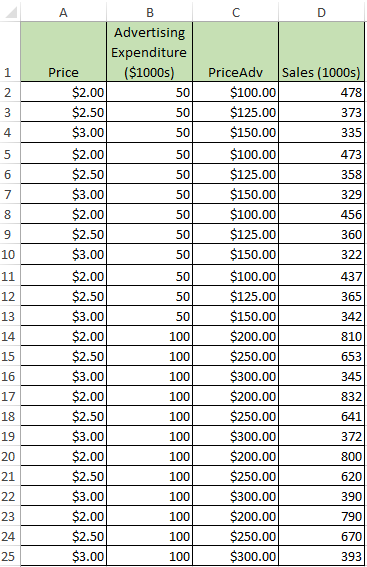 A B C D
1 Price Advertising Expenditure ($1000s) PriceAdv Sales (1000s)
2 $2.00 50 $100.00 478
3 $2.50 50 $125.00 373
4 $3.00 50 $150.00 335
5 $2.00 50 $100.00 473
6 $2.50 50 $125.00 358
7 $3.00 50 $150.00 329
8 $2.00 50 $100.00 456
9 $2.50 50 $125.00 360
10 $3.00 50 $150.00 322
11 $2.00 50 $100.00 437
12 $2.50 50 $125.00 365
13 $3.00 50 $150.00 342
14 $2.00 100 $200.00 810
15 $2.50 100 $250.00 653
16 $3.00 100 $300.00 345
17 $2.00 100 $200.00 832
18 $2.50 100 $250.00 641
19 $3.00 100 $300.00 372
20 $2.00 100 $200.00 800
21 $2.50 100 $250.00 620
22 $3.00 100 $300.00 390
23 $2.00 100 $200.00 790
24 $2.50 100 $250.00 670
25 $3.00 100 $300.00 393